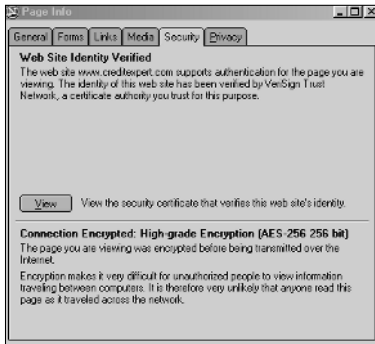 Page Info
General Forms Links Media Security Privacy
Web Site Identity Verified
The web site www.creditexpert.com supports authentication for the page you are
viewing. The identity of this web site has been verified by VeriSign Trust
Network, a certificate authority you trust for this purpose.
View View the security certificate that verifies this web site's identity.
Connection Encrypted: High-grade Encryption (AES-256 256 bit)
The page you are viewing was encrypted before being transmitted over the
Internet.
Encryption makes it very difficult for unauthorized people to view information
traveling between computers. It is therefore very unlikely that anyone read this
page as it traveled across the network.